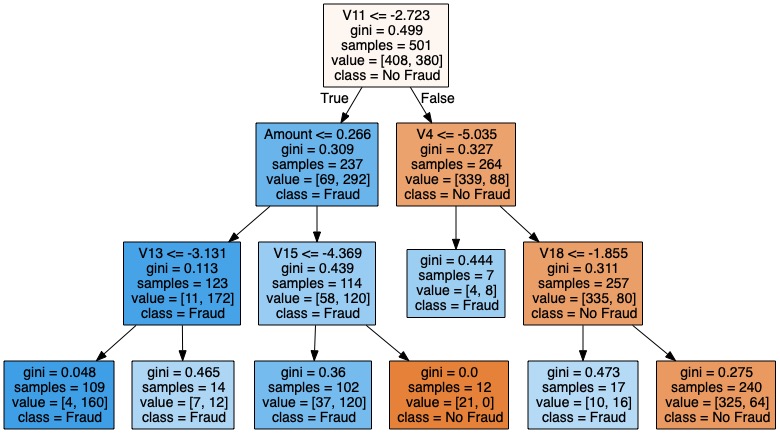 V11 <= -2.723
gini = 0.499
samples = 501
value = [408, 380]
class = No Fraud
True
False
Amount <= 0.266
gini = 0.309
samples = 237
value = [69, 292]
class = Fraud
V4 <= -5.035
gini = 0.327
samples = 264
value = [339, 88]
class = No Fraud
V13 <= -3.131
gini = 0.113
samples = 123
value = [11, 172]
class = Fraud
V15 <= -4.369
gini = 0.439
samples = 114
value = [58, 120]
class = Fraud
gini = 0.444
samples = 7
value = [4, 8]
class = Fraud
V18 <= -1.855
gini = 0.311
samples = 257
value = [335, 80]
class = No Fraud
gini = 0.048
samples = 109
value = [4, 160]
class = Fraud
gini = 0.465
samples = 14
value = [7, 12]
class = Fraud
gini = 0.36
samples = 102
value = [37, 120]
class = Fraud
gini = 0.0
samples = 12
value = [21, 0]
class = No Fraud
gini = 0.473
samples = 17
value = [10, 16]
class = Fraud
gini = 0.275
samples = 240
value = [325, 64]
class = No Fraud